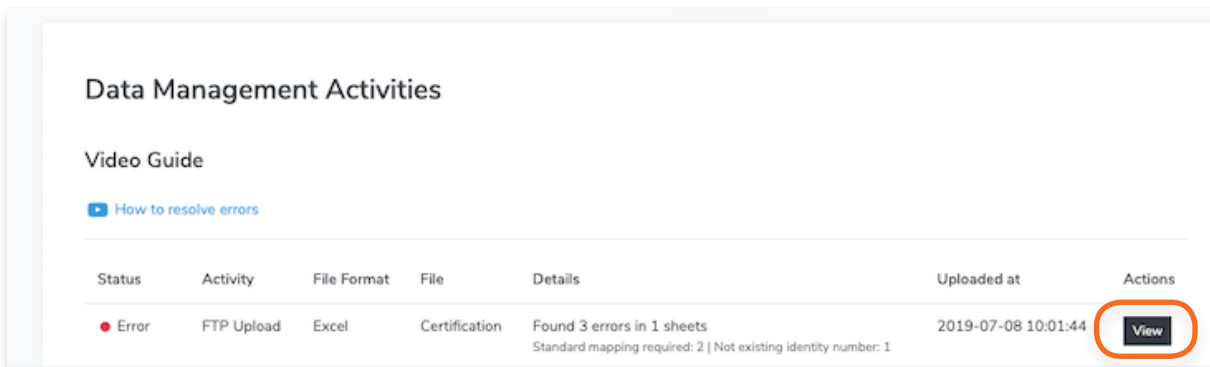 Data Management Activities
Video Guide
How to resolve errors
Status Activity File Format File Details Uploaded at Actions
Error FTP Upload Excel Certification Found 3 errors in 1 sheets 2019-07-08 10:01:44 View
Standard mapping required: 2 | Not existing identity number: 1